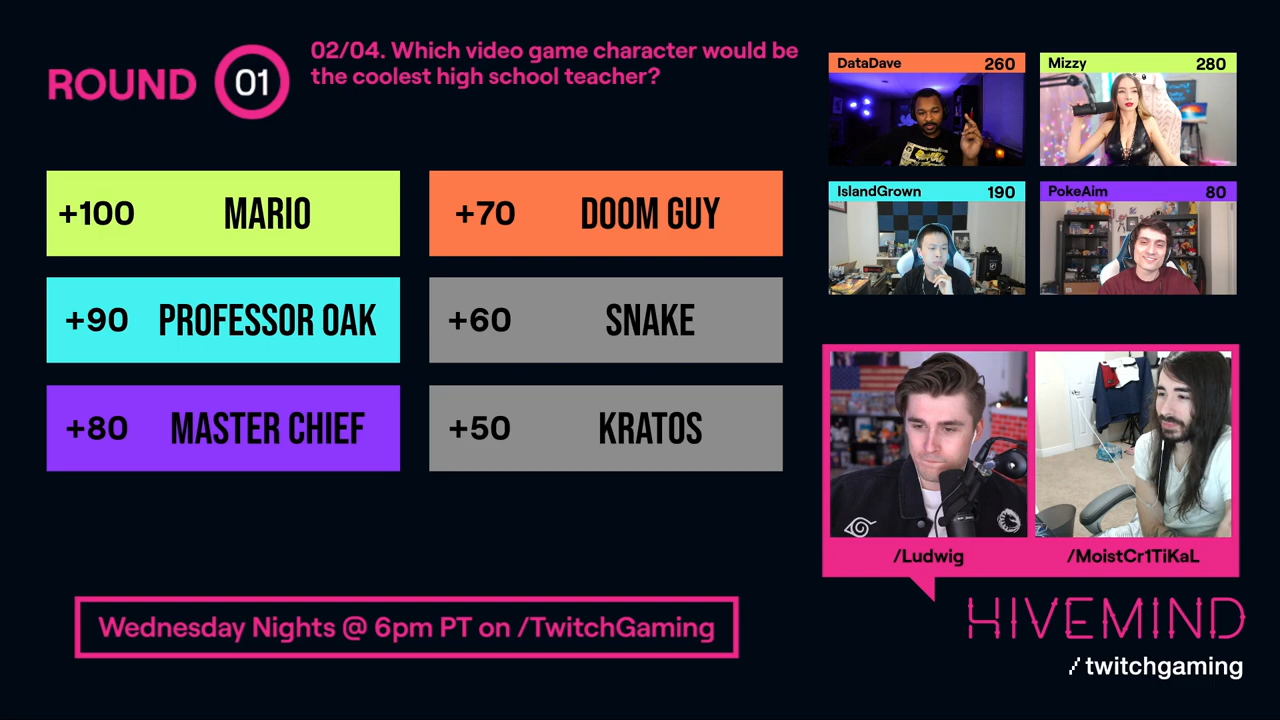 ROUND 01
02/04. Which video game character would be
the coolest high school teacher?
+100 MARIO
+70 DOOM GUY
+90 PROFESSOR OAK
+60 SNAKE
+80 MASTER CHIEF
+50 KRATOS
DataDave 260
Mizzy 280
IslandGrown 190
PokeAim 80
/Ludwig
/MoistCr1TiKaL
Wednesday Nights @ 6pm PT on /TwitchGaming
HIVEMIND
/twitchgaming